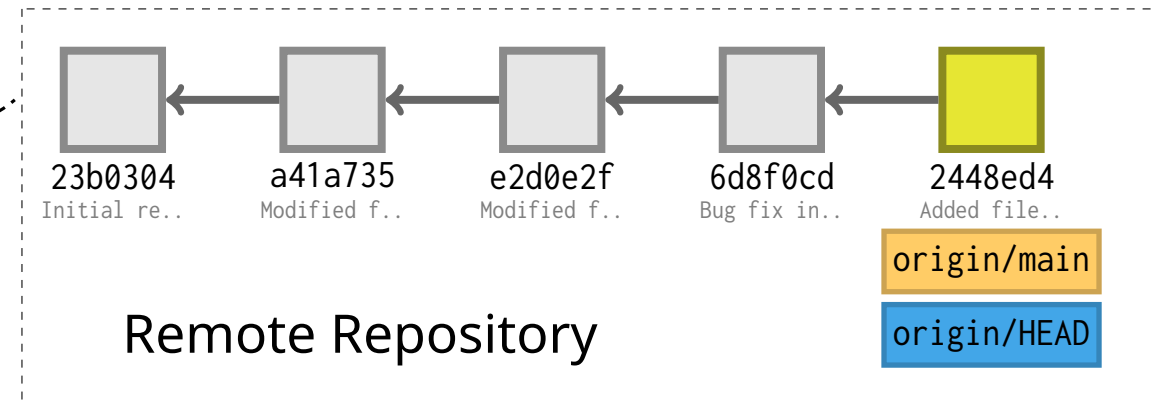 23b0304 a41a735 e2d0e2f 6d8f0cd 2448ed4
Initial re.. Modified f.. Modified f.. Bug fix in.. Added file..
origin/main
Remote Repository
origin/HEAD